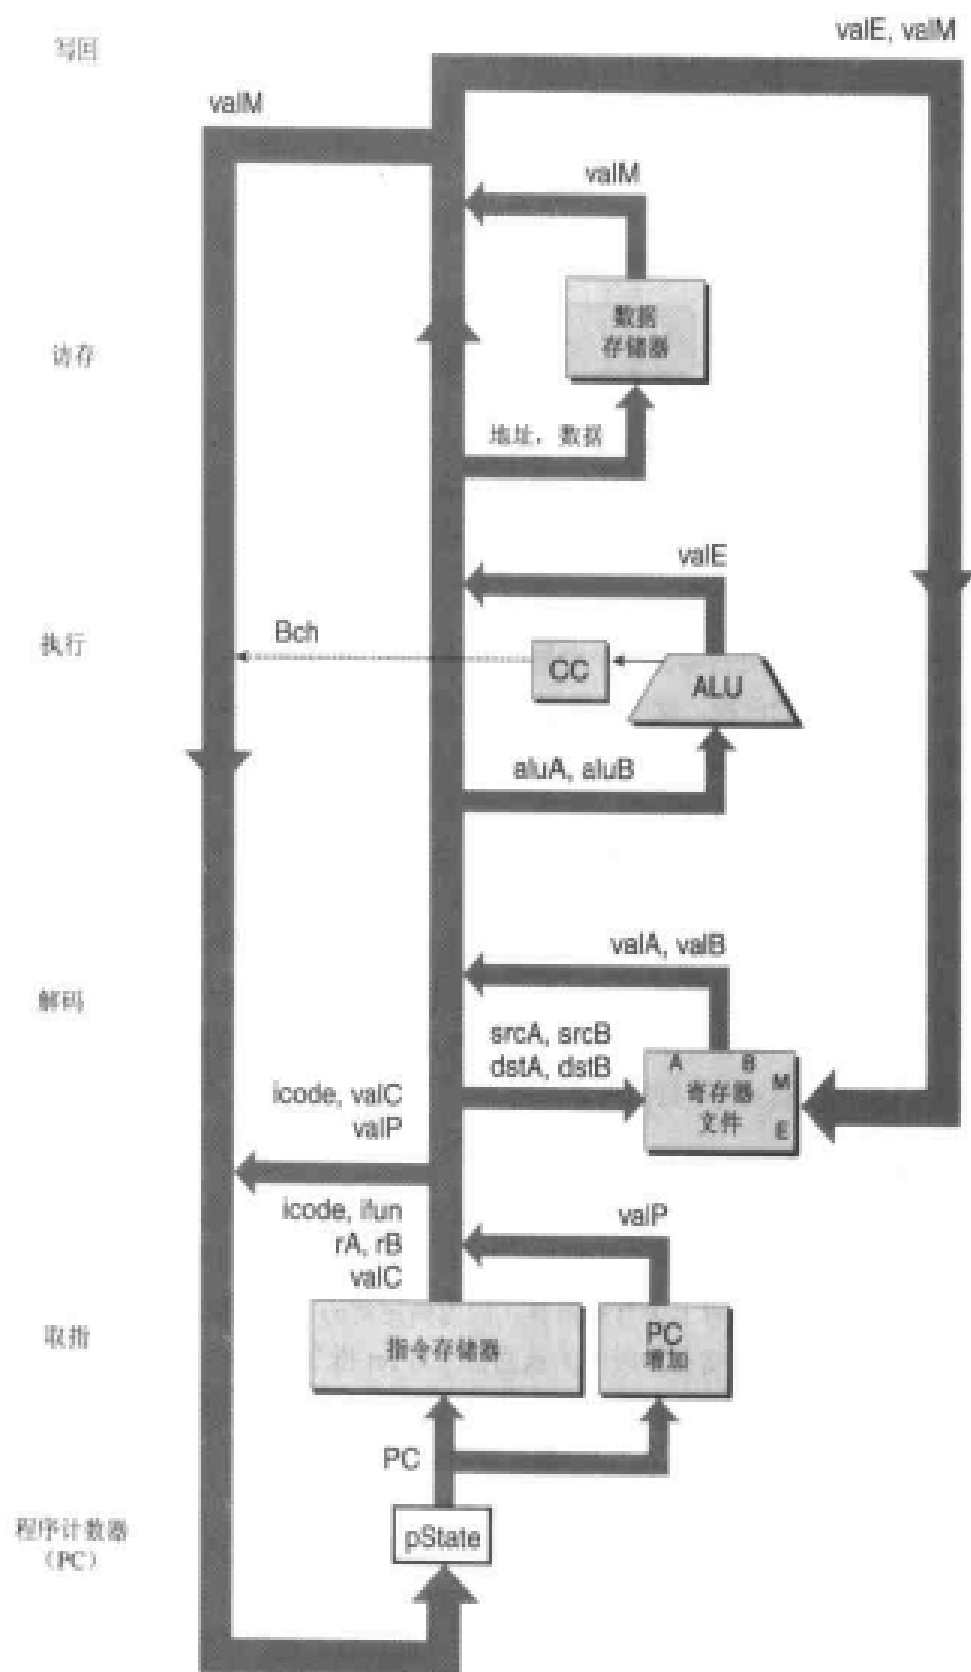 写回
valE, valM
valM
valM
数据
存储器
访存
地址，数据
valE
执行
Bch
CC
ALU
aluA, aluB
valA, valB
解码
srcA, srcB
dstA, dstB
A
B
M
E
寄存器
文件
icode, valC
valP
icode, ifun
rA, rB
valC
valP
取指
指令存储器
PC
增加
PC
程序计数器
（PC）
pState